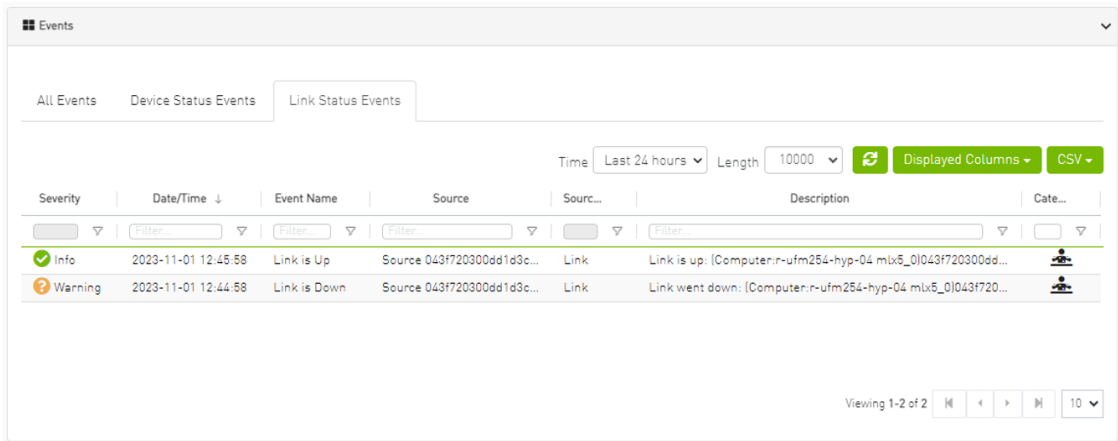 Events
All Events Device Status Events Link Status Events
Time Last 24 hours Length 10000 Displayed Columns CSV
Severity Date/Time ↓ Event Name Source Sourc... Description Cate...
Filter... Filter... Filter... Filter...
Info 2023-11-01 12:45:58 Link is Up Source 043f720300dd1d3c... Link Link is up: (Computer:r-ufm254-hyp-04 mlx5_0)043f720300dd...
Warning 2023-11-01 12:44:58 Link is Down Source 043f720300dd1d3c... Link Link went down: (Computer:r-ufm254-hyp-04 mlx5_0)043f720...
Viewing 1-2 of 2 10